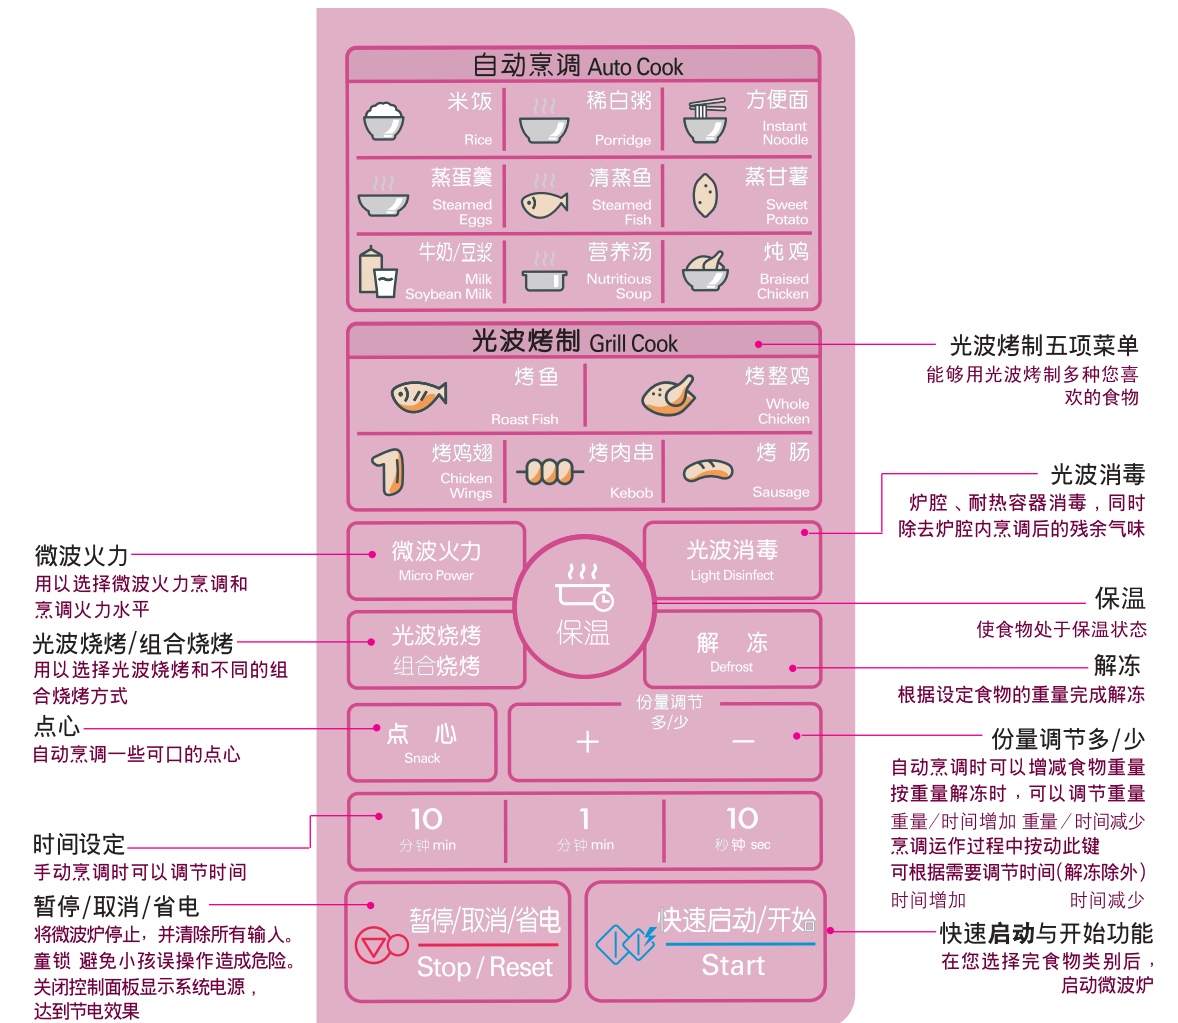 自动烹调 Auto Cook
米饭
Rice
稀白粥
Porridge
方便面
Instant
Noodle
蒸蛋羹
Steamed
Eggs
清蒸鱼
Steamed
Fish
蒸甘薯
Sweet
Potato
牛奶/豆浆
Milk
Soybean Milk
营养汤
Nutritious
Soup
炖鸡
Braised
Chicken
光波烤制 Grill Cook
烤鱼
Roast Fish
烤整鸡
Whole
Chicken
烤鸡翅
Chicken
Wings
烤肉串
Kebob
烤 肠
Sausage
微波火力
Micro Power
光波消毒
Light Disinfect
保温
光波烧烤
组合烧烤
解 冻
Defrost
点 心
Snack
份量调节
多/少
+
—
10
分钟 min
1
分钟 min
10
秒钟 sec
暂停/取消/省电
Stop / Reset
快速启动/开始
Start
微波火力
用以选择微波火力烹调和
烹调火力水平
光波烧烤/组合烧烤
用以选择光波烧烤和不同的组
合烧烤方式
点心
自动烹调一些可口的点心
时间设定
手动烹调时可以调节时间
暂停/取消/省电
将微波炉停止，并清除所有输入。
童锁 避免小孩误操作造成危险。
关闭控制面板显示系统电源，
达到节电效果
光波烤制五项菜单
能够用光波烤制多种您喜
欢的食物
光波消毒
炉腔、耐热容器消毒，同时
除去炉腔内烹调后的残余气味
保温
使食物处于保温状态
解冻
根据设定食物的重量完成解冻
份量调节多/少
自动烹调时可以增减食物重量
按重量解冻时，可以调节重量
重量/时间增加 重量/时间减少
烹调运作过程中按动此键
可根据需要调节时间(解冻除外)
时间增加 时间减少
快速启动与开始功能
在您选择完食物类别后，
启动微波炉